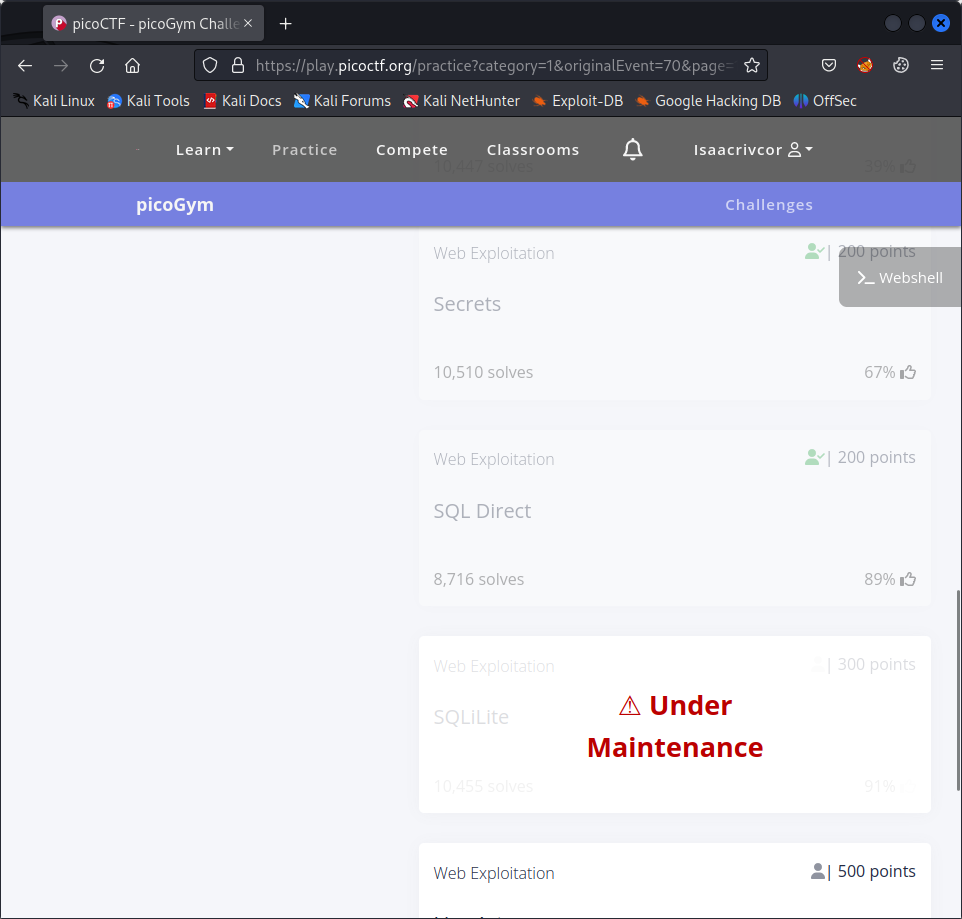 picoCTF - picoGym Challe
https://play.picoctf.org/practice?category=1&originalEvent=70&page=
Kali Linux Kali Tools Kali Docs Kali Forums Kali NetHunter Exploit-DB Google Hacking DB OffSec
Learn Practice Compete Classrooms Isaacrivcor
10,447 solves 39%
picoGym Challenges
Web Exploitation | 200 points
>_ Webshell
Secrets
10,510 solves 67%
Web Exploitation | 200 points
SQL Direct
8,716 solves 89%
Web Exploitation | 300 points
⚠ Under
SQLiLite
Maintenance
10,455 solves 91%
Web Exploitation | 500 points